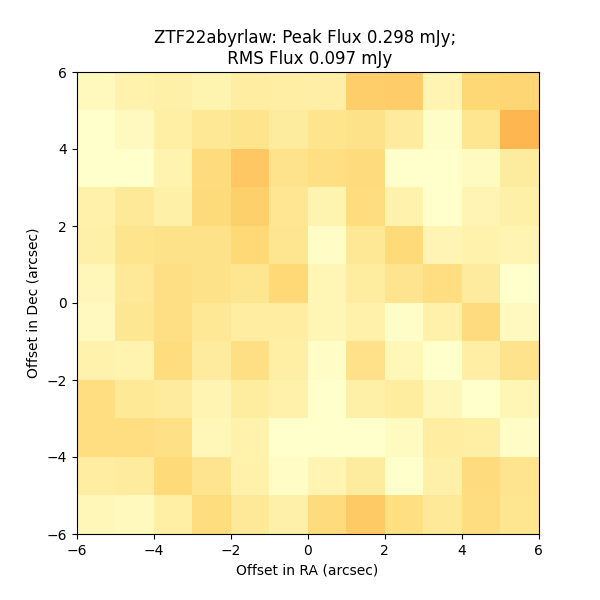 ZTF22abyrlaw: Peak Flux 0.298 mJy;
RMS Flux 0.097 mJy
6
4
2
0
−2
−4
−6
Offset in Dec (arcsec)
−6 −4 −2 0 2 4 6
Offset in RA (arcsec)